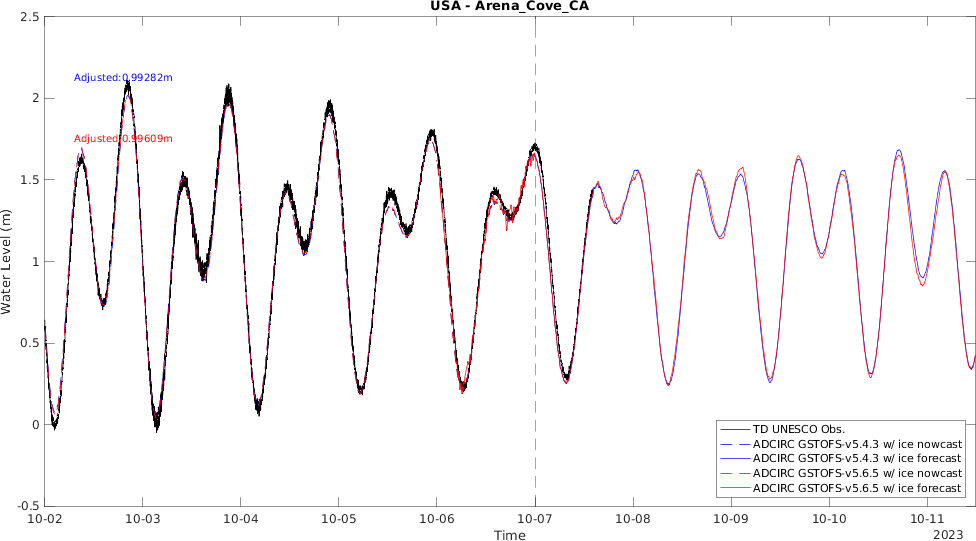 USA - Arena_Cove_CA
2.5
2
1.5
1
0.5
0
-0.5
Water Level (m)
Adjusted:0.99282m
Adjusted:0.99609m
TD UNESCO Obs.
ADCIRC GSTOFS-v5.4.3 w/ ice nowcast
ADCIRC GSTOFS-v5.4.3 w/ ice forecast
ADCIRC GSTOFS-v5.6.5 w/ ice nowcast
ADCIRC GSTOFS-v5.6.5 w/ ice forecast
10-02 10-03 10-04 10-05 10-06 10-07 10-08 10-09 10-10 10-11
Time
2023